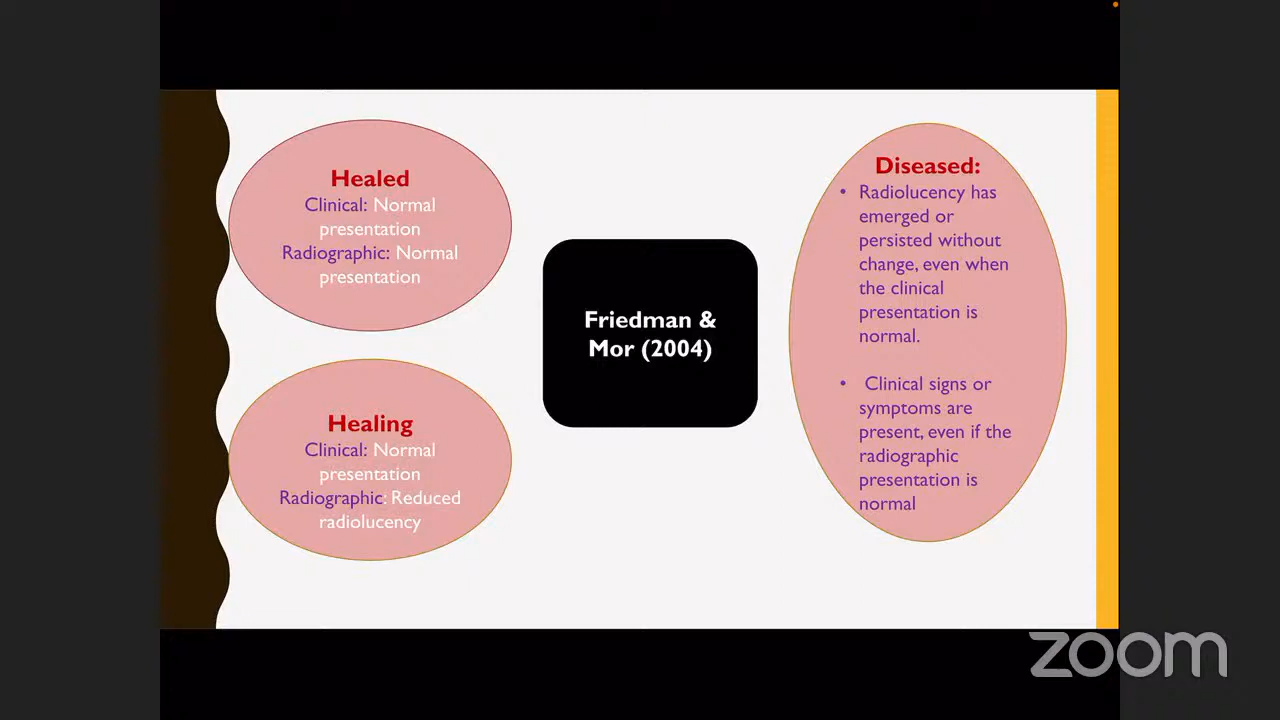 Healed
Clinical: Normal
presentation
Radiographic: Normal
presentation
Healing
Clinical: Normal
presentation
Radiographic: Reduced
radiolucency
Friedman &
Mor (2004)
Diseased:
• Radiolucency has
emerged or
persisted without
change, even when
the clinical
presentation is
normal.
• Clinical signs or
symptoms are
present, even if the
radiographic
presentation is
normal
zoom